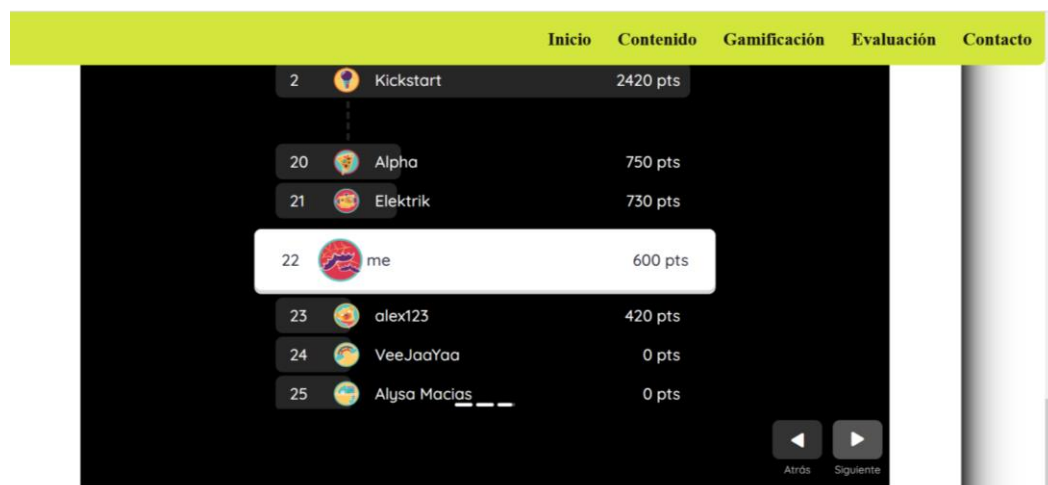 Inicio Contenido Gamificación Evaluación Contacto
2 Kickstart 2420 pts
20 Alpha 750 pts
21 Elektrik 730 pts
22 me 600 pts
23 alex123 420 pts
24 VeeJaaYaa 0 pts
25 Alysa Macias 0 pts
Atrás Siguiente